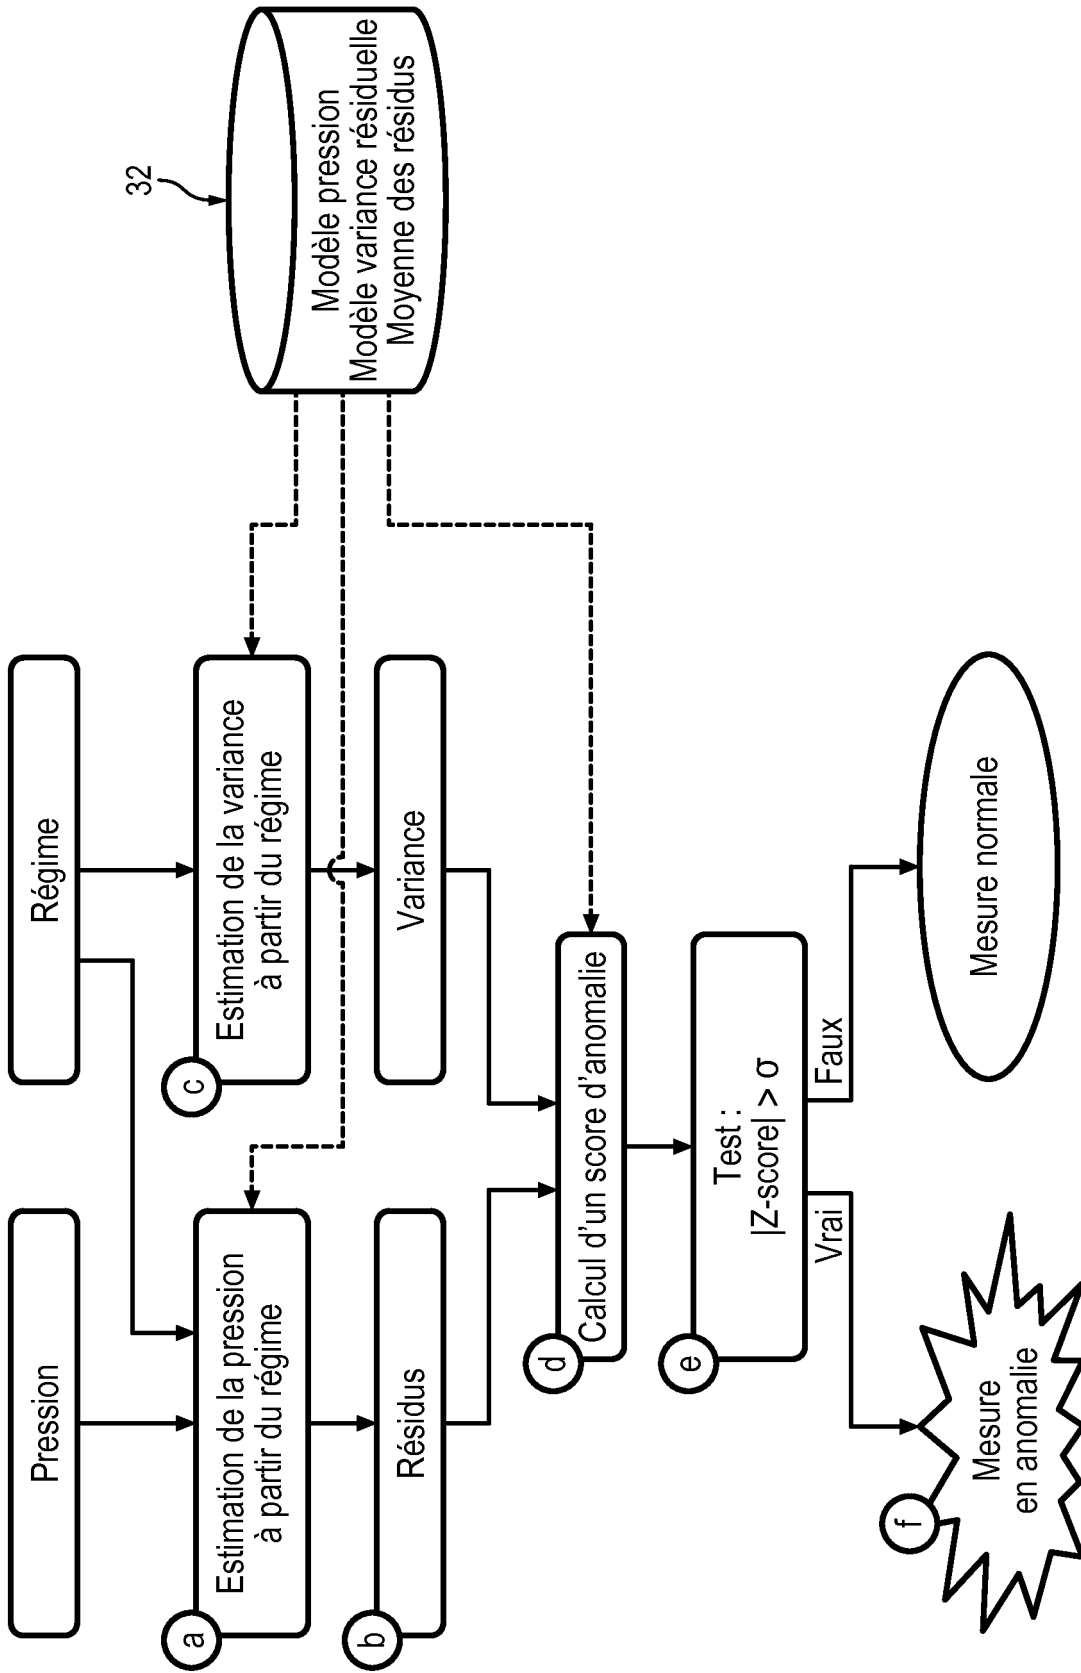 Pression
Régime
32
Modèle pression
Modèle variance résiduelle
Moyenne des résidus
a
Estimation de la pression
à partir du régime
c
Estimation de la variance
à partir du régime
b
Résidus
Variance
d
Calcul d'un score d'anomalie
e
Test :
|Z-score| > σ
Vrai
Faux
f
Mesure
en anomalie
Mesure normale